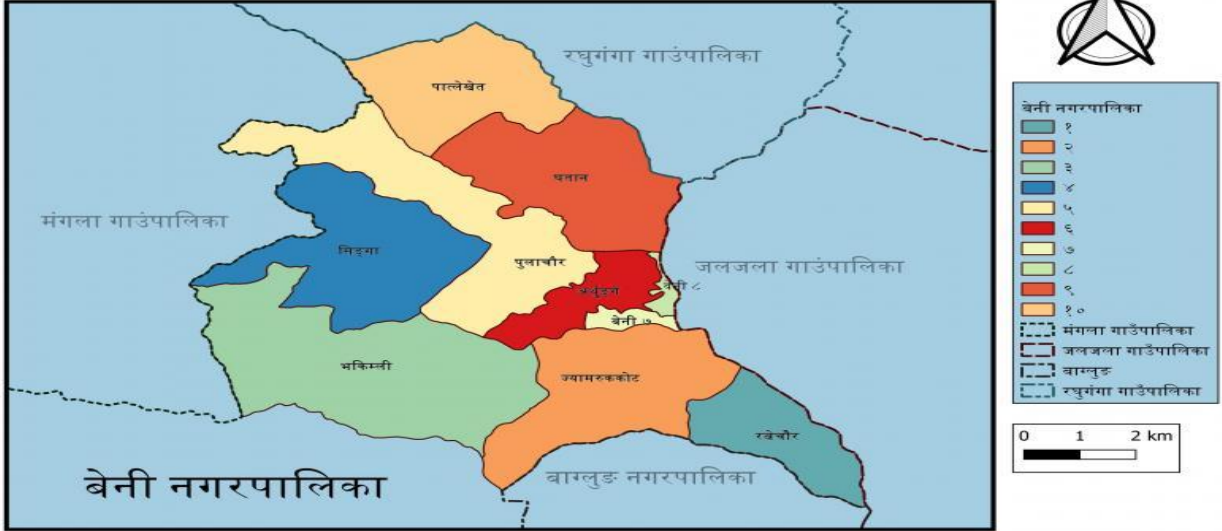 रघुगंगा गाउंपालिका
पात्लेखेत
घतान
मंगला गाउंपालिका
सिङ्गा
पुलाचौर
जलजला गाउंपालिका
बेनी ८
बेनी ७
भकिम्ली
ज्यामरुककोट
रवेचौर
बाग्लुङ नगरपालिका
बेनी नगरपालिका
बेनी नगरपालिका
१
२
३
४
५
६
७
८
९
१०
मंगला गाउँपालिका
जलजला गाउँपालिका
बाग्लुङ
रघुगंगा गाउँपालिका
0 1 2 km